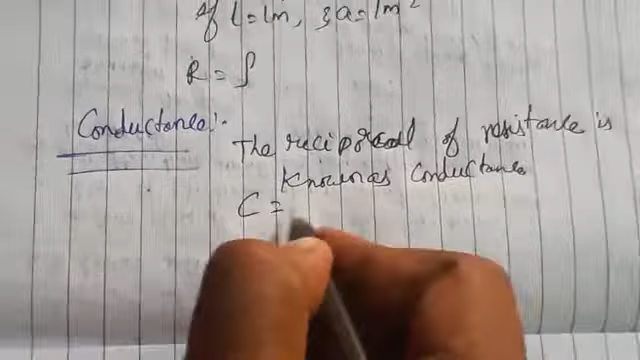 If l = 1m, & a = 1m²
R = ρ
Conductance:-
The reciprocal of resistance is
Known as Conductance
C =